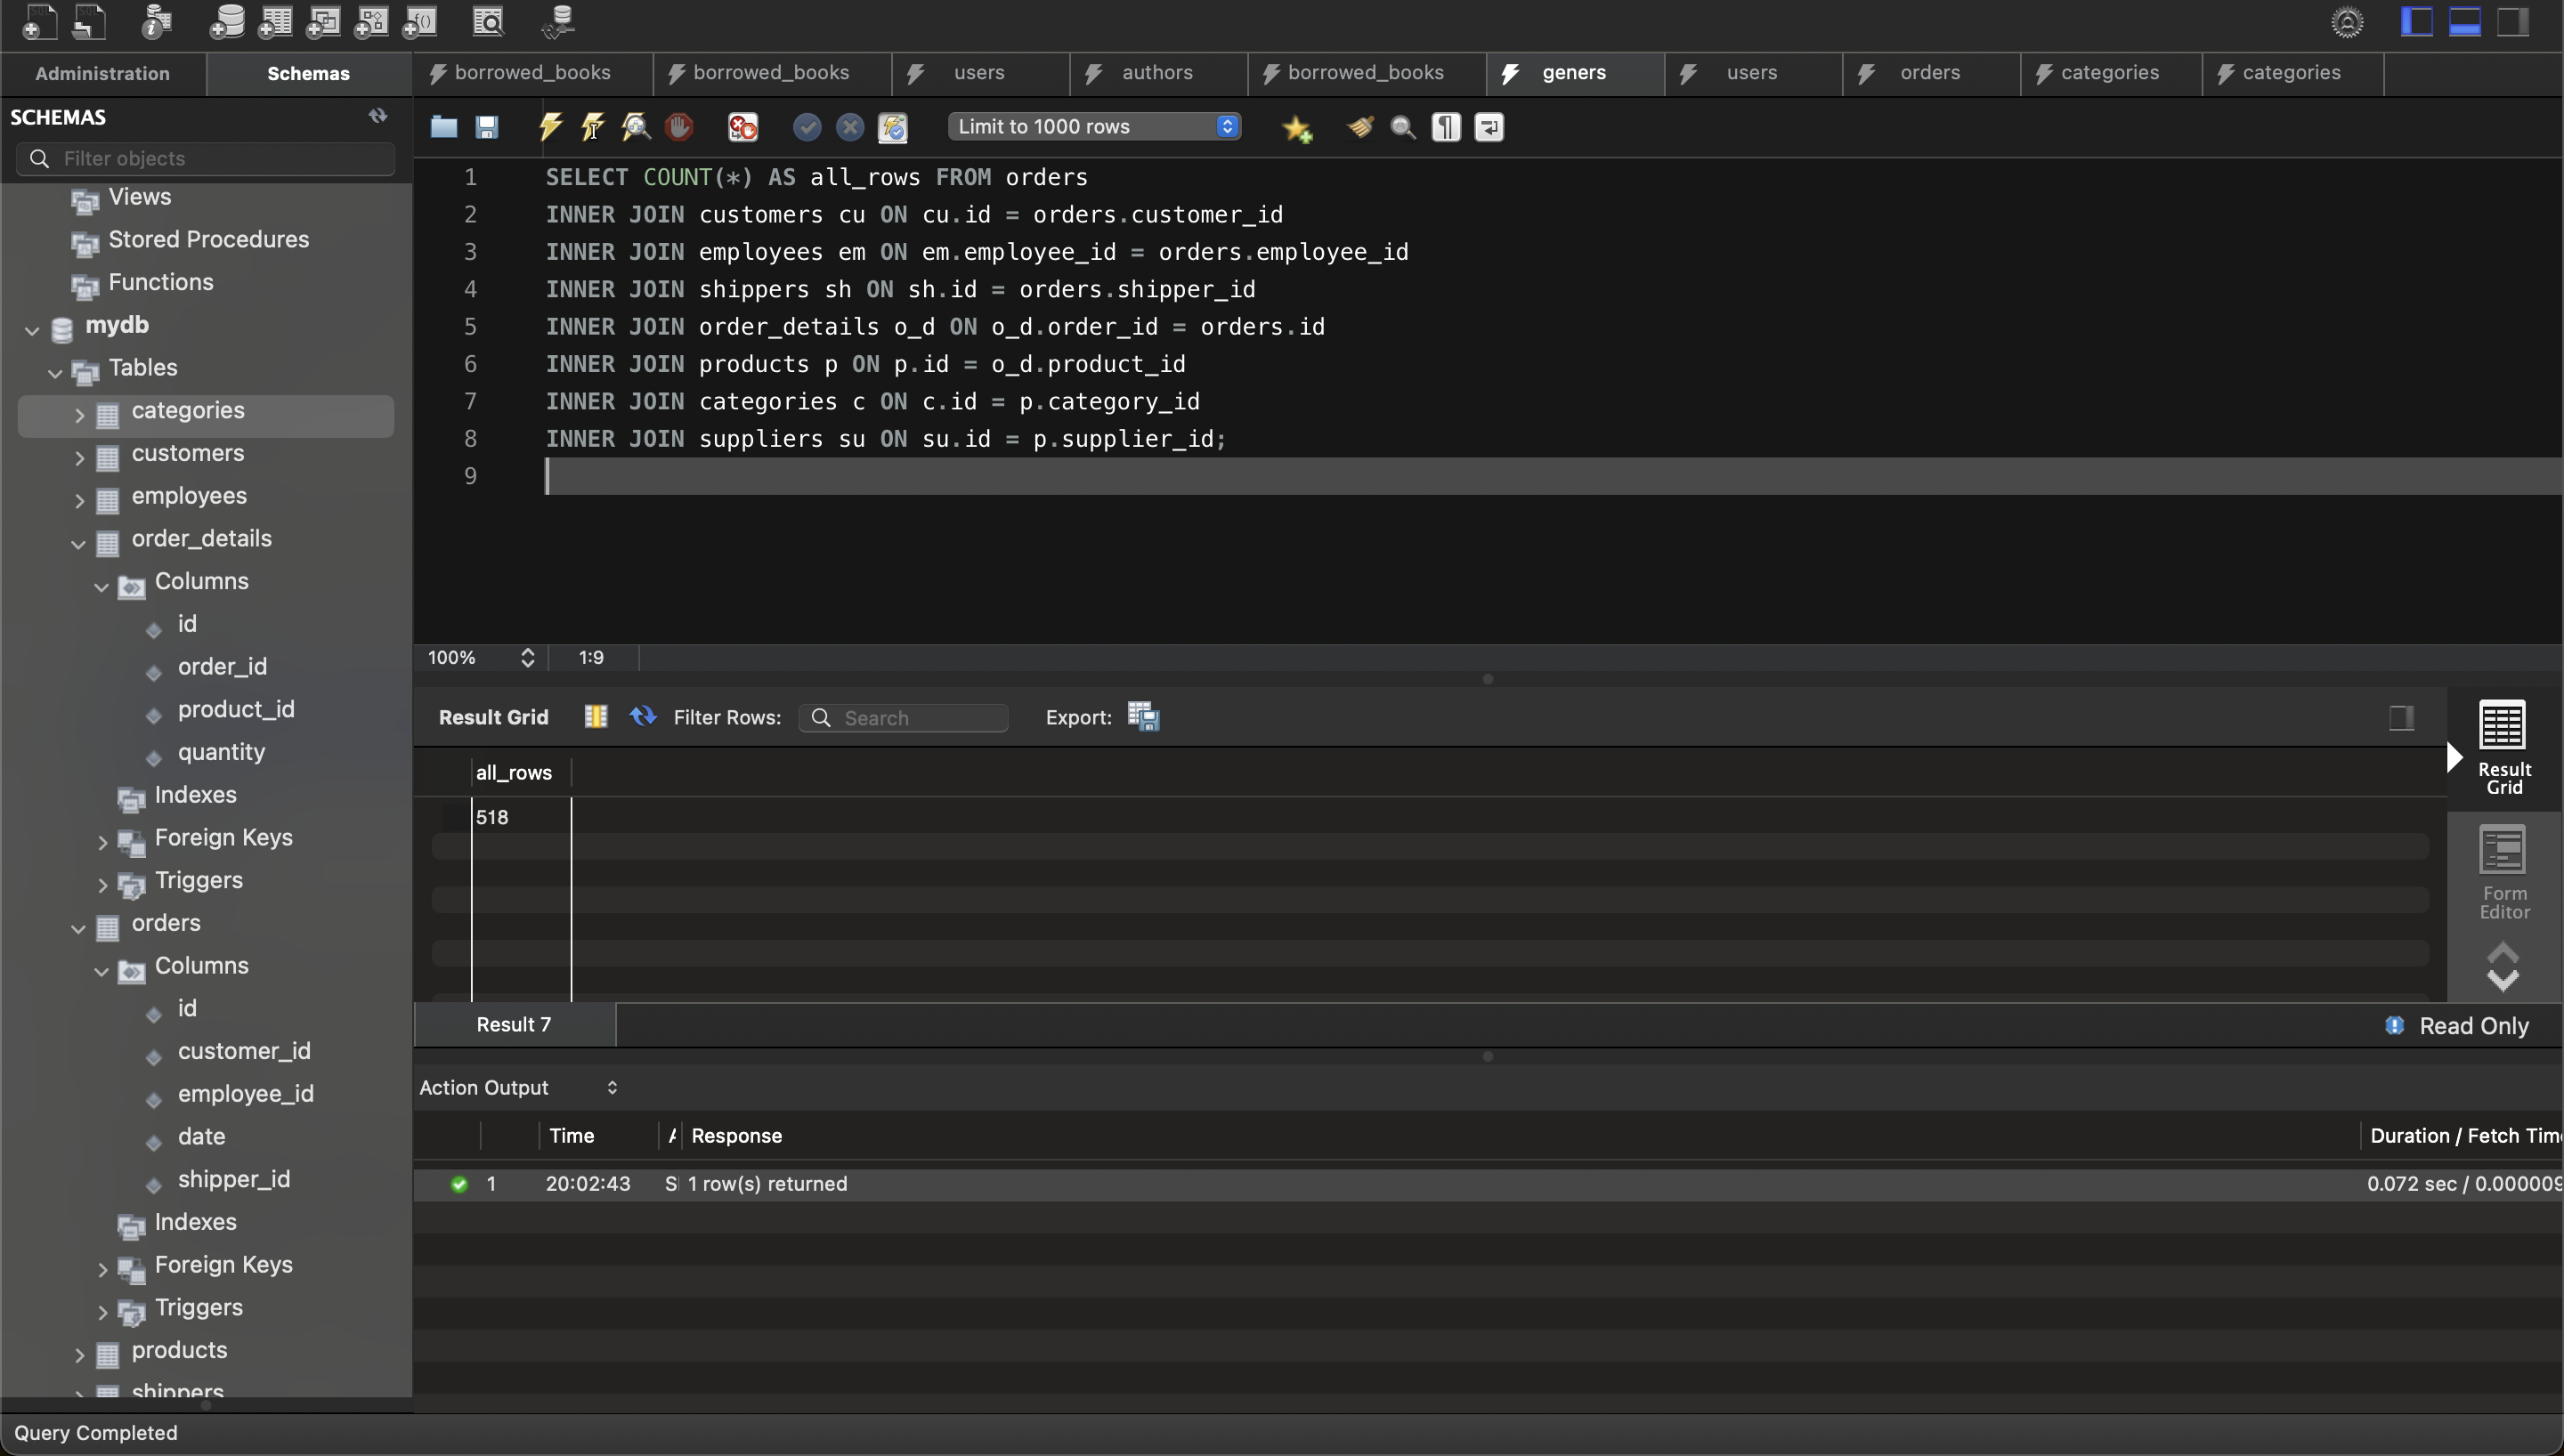 Administration
Schemas
borrowed_books
borrowed_books
users
authors
borrowed_books
geners
users
orders
categories
categories
SCHEMAS
Filter objects
Views
Stored Procedures
Functions
mydb
Tables
categories
customers
employees
order_details
Columns
id
order_id
product_id
quantity
Indexes
Foreign Keys
Triggers
orders
Columns
id
customer_id
employee_id
date
shipper_id
Indexes
Foreign Keys
Triggers
products
shippers
Limit to 1000 rows
1 SELECT COUNT(*) AS all_rows FROM orders
2 INNER JOIN customers cu ON cu.id = orders.customer_id
3 INNER JOIN employees em ON em.employee_id = orders.employee_id
4 INNER JOIN shippers sh ON sh.id = orders.shipper_id
5 INNER JOIN order_details o_d ON o_d.order_id = orders.id
6 INNER JOIN products p ON p.id = o_d.product_id
7 INNER JOIN categories c ON c.id = p.category_id
8 INNER JOIN suppliers su ON su.id = p.supplier_id;
9
100% 1:9
Result Grid Filter Rows: Search Export:
all_rows
518
Result
Grid
Form
Editor
Result 7
Read Only
Action Output
Time Response Duration / Fetch Tim
1 20:02:43 S 1 row(s) returned 0.072 sec / 0.000009
Query Completed